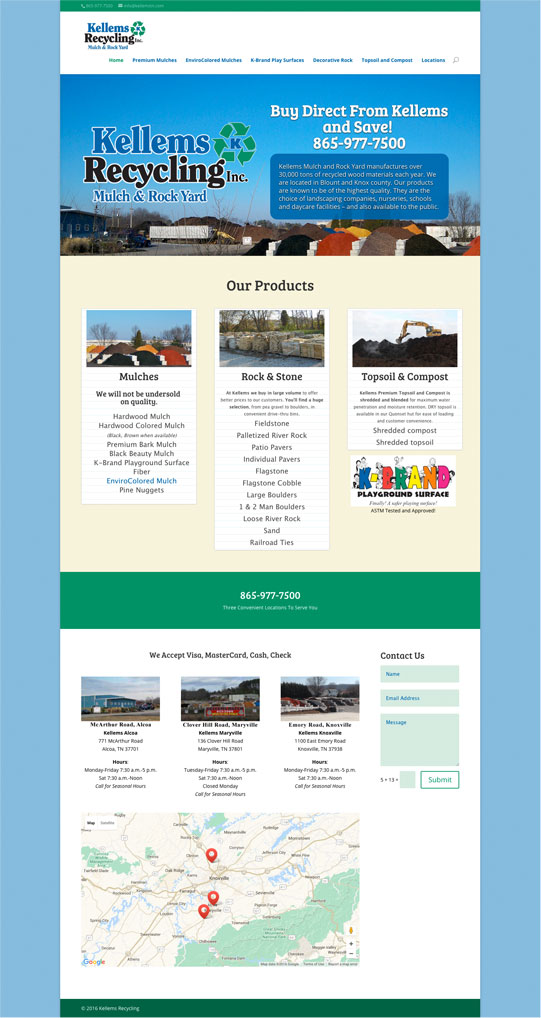 865-977-7500
Kellems
Recycling Inc.
Mulch & Rock Yard
Home Premium Mulches EnviroColored Mulches K-Brand Play Surfaces Decorative Rock Topsoil and Compost Locations
Kellems
Recycling Inc.
Mulch & Rock Yard
K
Buy Direct From Kellems
and Save!
865-977-7500
Kellems Mulch and Rock Yard manufactures over
30,000 tons of recycled wood materials each year. We
are located in Blount and Knox county. Our products
are known to be of the highest quality. They are the
choice of landscaping companies, nurseries, schools
and daycare facilities – and also available to the public.
Our Products
Mulches
We will not be undersold
on quality.
Hardwood Mulch
Hardwood Colored Mulch
(Black, Brown when available)
Premium Bark Mulch
Black Beauty Mulch
K-Brand Playground Surface
Fiber
EnviroColored Mulch
Pine Nuggets
Rock & Stone
At Kellems we buy in large volume to offer
better prices to our customers. You'll find a huge
selection, from pea gravel to boulders, in
convenient drive-thru bins.
Fieldstone
Palletized River Rock
Patio Pavers
Individual Pavers
Flagstone
Flagstone Cobble
Large Boulders
1 & 2 Man Boulders
Loose River Rock
Sand
Railroad Ties
Topsoil & Compost
Kellems Premium Topsoil and Compost is
shredded and blended for maximum water
penetration and moisture retention. DRY topsoil is
available in our Quonset hut for ease of loading
and customer convenience.
Shredded compost
Shredded topsoil
K-BRAND
PLAYGROUND SURFACE
Finally! A safer playing surface!
ASTM Tested and Approved!
865-977-7500
Three Convenient Locations To Serve You
We Accept Visa, MasterCard, Cash, Check
McArthur Road, Alcoa
Kellems Alcoa
771 McArthur Road
Alcoa, TN 37701
Hours:
Monday-Friday 7:30 a.m.-5 p.m.
Sat 7:30 a.m.-Noon
Call for Seasonal Hours
Clover Hill Road, Maryville
Kellems Maryville
136 Clover Hill Road
Maryville, TN 37801
Hours:
Tuesday-Friday 7:30 a.m.-5 p.m.
Sat 7:30 a.m.-Noon
Closed Monday
Call for Seasonal Hours
Emory Road, Knoxville
Kellems Knoxville
1100 East Emory Road
Knoxville, TN 37938
Hours:
Monday-Friday 7:30 a.m.-5 p.m.
Sat 7:30 a.m.-Noon
Call for Seasonal Hours
Contact Us
Name
Email Address
Message
5 + 13 =
Submit
Map Satellite
Knoxville
Oak Ridge
Farragut
Sevierville
Google
© 2016 Kellems Recycling